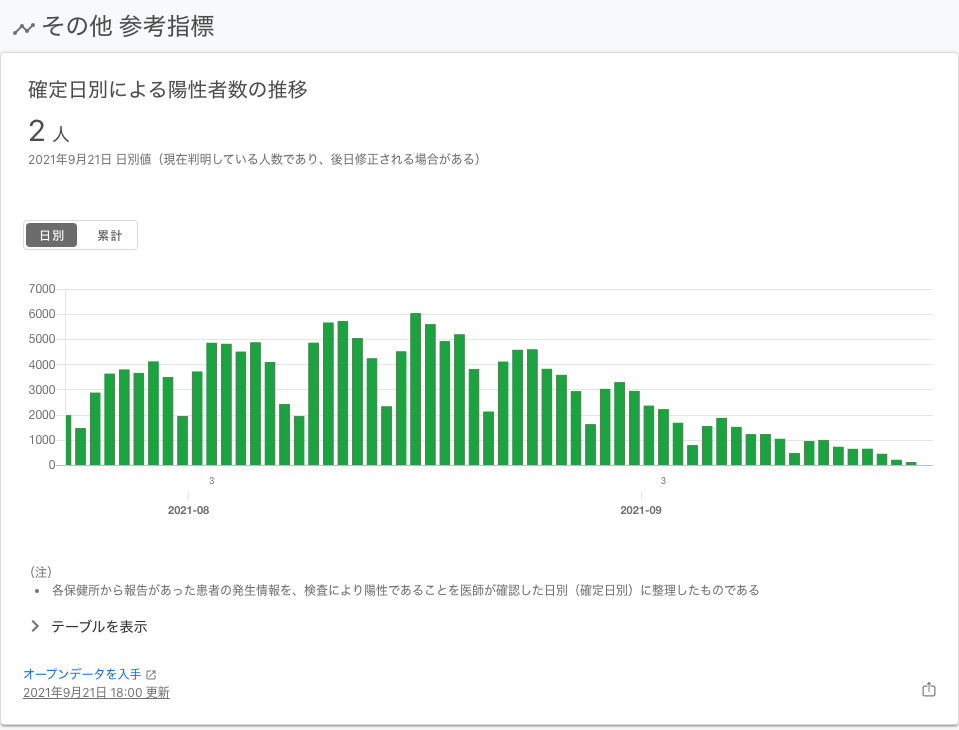 その他 参考指標
確定日別による陽性者数の推移
2 人
2021年9月21日 日別値（現在判明している人数であり、後日修正される場合がある）
日別 累計
7000
6000
5000
4000
3000
2000
1000
0
3 3
2021-08 2021-09
（注）
• 各保健所から報告があった患者の発生情報を、検査により陽性であることを医師が確認した日別（確定日別）に整理したものである
テーブルを表示
オープンデータを入手
2021年9月21日 18:00 更新